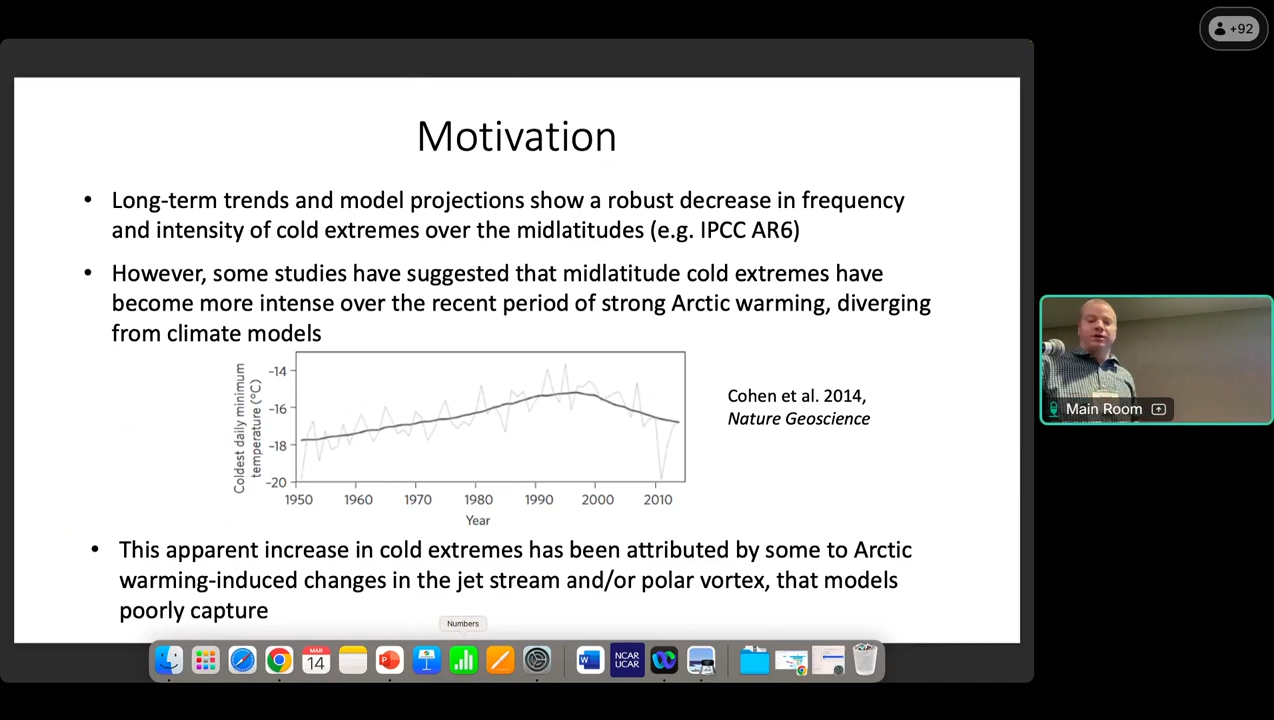 +92
Motivation
• Long-term trends and model projections show a robust decrease in frequency
and intensity of cold extremes over the midlatitudes (e.g. IPCC AR6)
• However, some studies have suggested that midlatitude cold extremes have
become more intense over the recent period of strong Arctic warming, diverging
from climate models
Coldest daily minimum
temperature (°C)
-14
-16
-18
-20
1950 1960 1970 1980 1990 2000 2010
Year
Cohen et al. 2014,
Nature Geoscience
Main Room
• This apparent increase in cold extremes has been attributed by some to Arctic
warming-induced changes in the jet stream and/or polar vortex, that models
poorly capture
Numbers
MAR
14
P
W
NCAR
UCAR